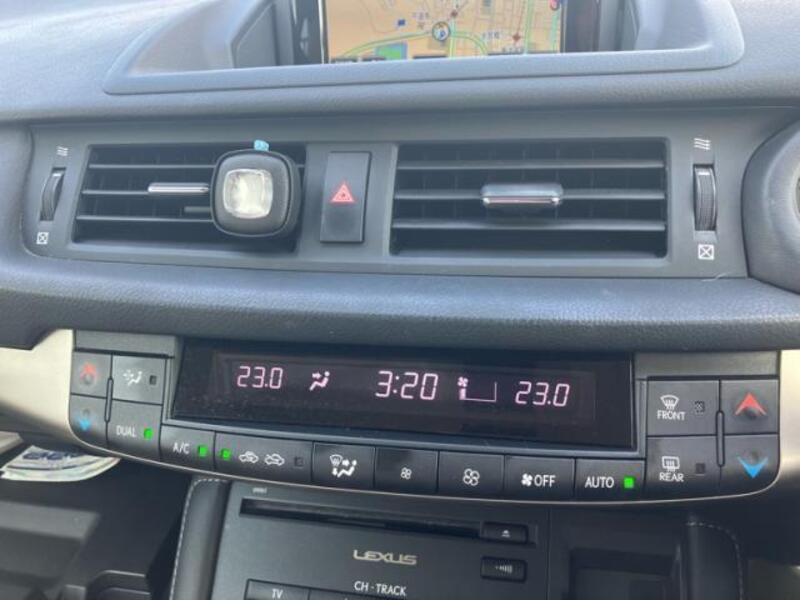 23.0 3:20 23.0
FRONT
DUAL
A/C
OFF
AUTO
REAR
LEXUS
CH · TRACK
TV